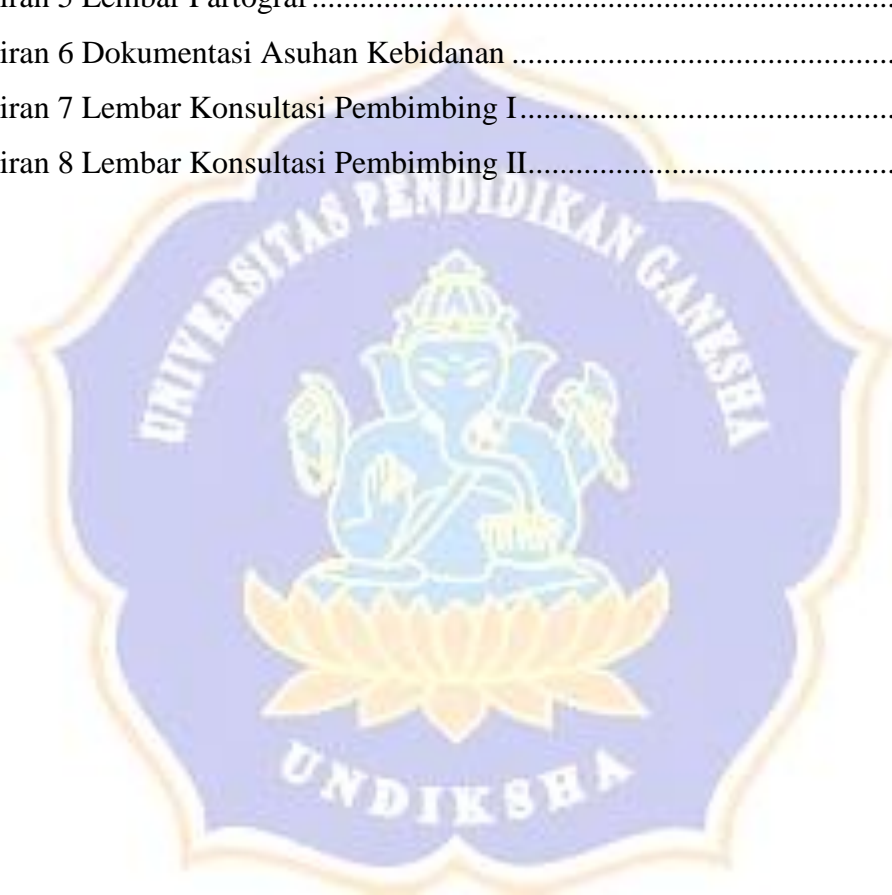 iran 5 Lembar Partograf.......................................................................
iran 6 Dokumentasi Asuhan Kebidanan ...............................................
iran 7 Lembar Konsultasi Pembimbing I..............................................
iran 8 Lembar Konsultasi Pembimbing II.............................................
UNIVERSITAS PENDIDIKAN GANESHA
UNDIKSHA